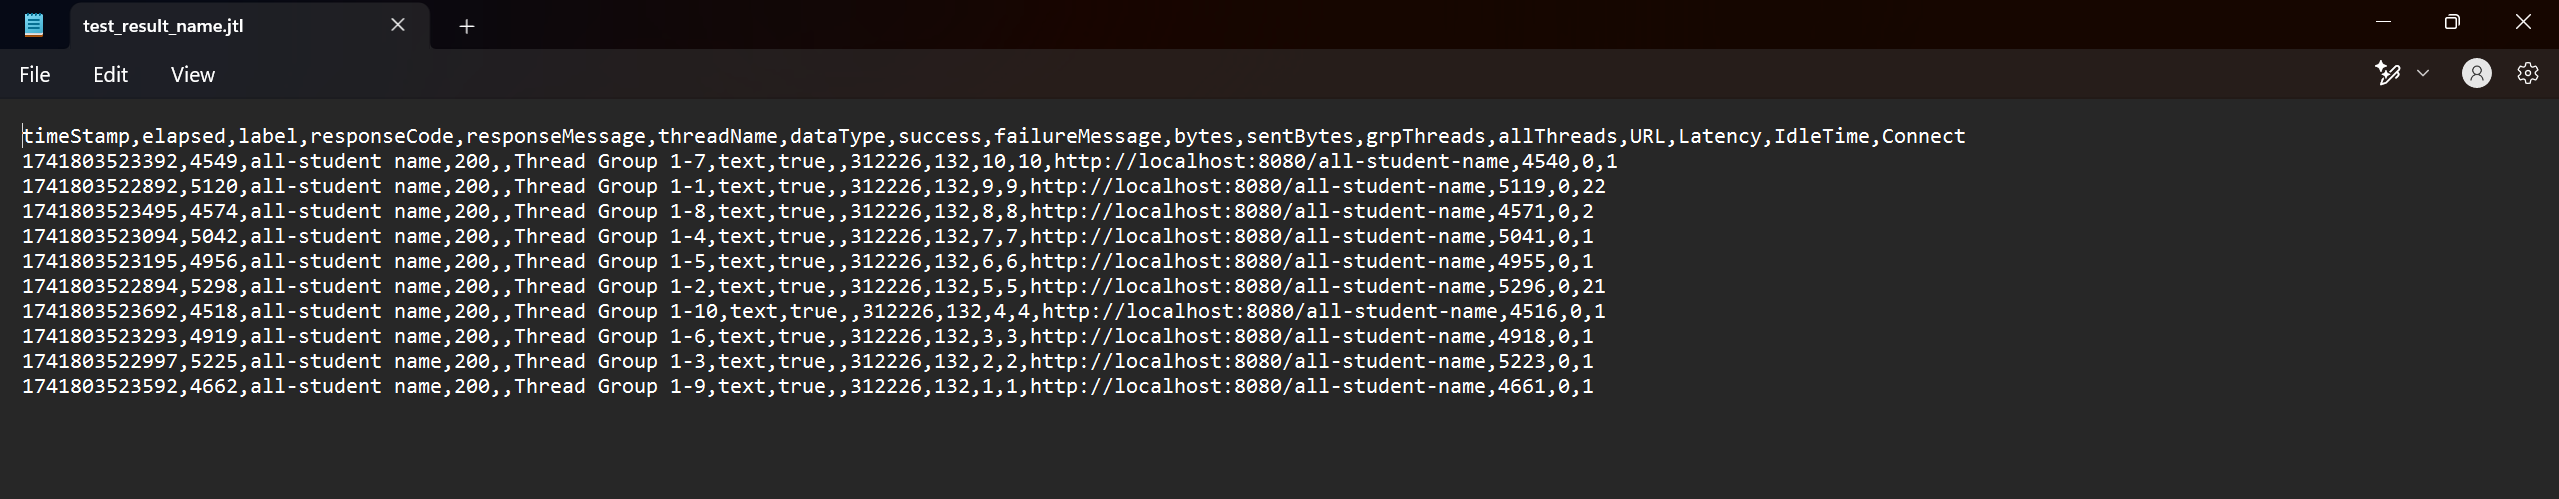 test_result_name.jtl
File Edit View
timeStamp,elapsed,label,responseCode,responseMessage,threadName,dataType,success,failureMessage,bytes,sentBytes,grpThreads,allThreads,URL,Latency,IdleTime,Connect
1741803523392,4549,all-student name,200,,Thread Group 1-7,text,true,,312226,132,10,10,http://localhost:8080/all-student-name,4540,0,1
1741803522892,5120,all-student name,200,,Thread Group 1-1,text,true,,312226,132,9,9,http://localhost:8080/all-student-name,5119,0,22
1741803523495,4574,all-student name,200,,Thread Group 1-8,text,true,,312226,132,8,8,http://localhost:8080/all-student-name,4571,0,2
1741803523094,5042,all-student name,200,,Thread Group 1-4,text,true,,312226,132,7,7,http://localhost:8080/all-student-name,5041,0,1
1741803523195,4956,all-student name,200,,Thread Group 1-5,text,true,,312226,132,6,6,http://localhost:8080/all-student-name,4955,0,1
1741803522894,5298,all-student name,200,,Thread Group 1-2,text,true,,312226,132,5,5,http://localhost:8080/all-student-name,5296,0,21
1741803523692,4518,all-student name,200,,Thread Group 1-10,text,true,,312226,132,4,4,http://localhost:8080/all-student-name,4516,0,1
1741803523293,4919,all-student name,200,,Thread Group 1-6,text,true,,312226,132,3,3,http://localhost:8080/all-student-name,4918,0,1
1741803522997,5225,all-student name,200,,Thread Group 1-3,text,true,,312226,132,2,2,http://localhost:8080/all-student-name,5223,0,1
1741803523592,4662,all-student name,200,,Thread Group 1-9,text,true,,312226,132,1,1,http://localhost:8080/all-student-name,4661,0,1